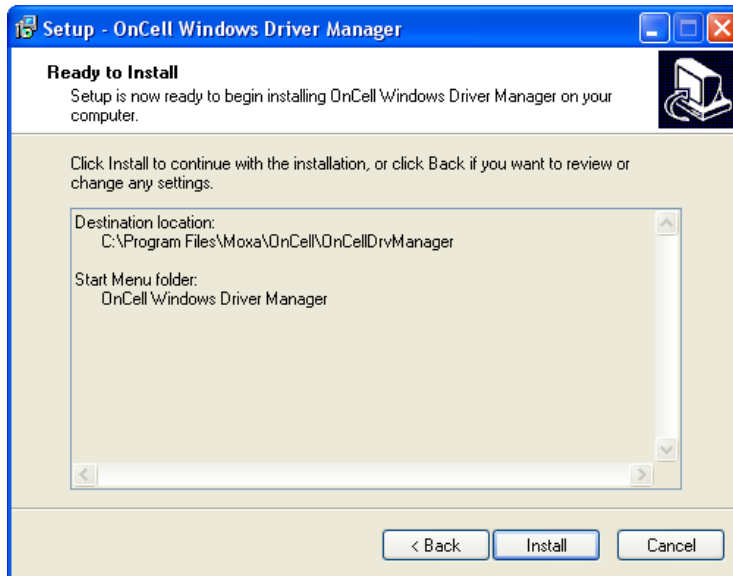 Setup - OnCell Windows Driver Manager
Ready to Install
Setup is now ready to begin installing OnCell Windows Driver Manager on your
computer.
Click Install to continue with the installation, or click Back if you want to review or
change any settings.
Destination location:
C:\Program Files\Moxa\OnCell\OnCellDrvManager
Start Menu folder:
OnCell Windows Driver Manager
< Back
Install
Cancel